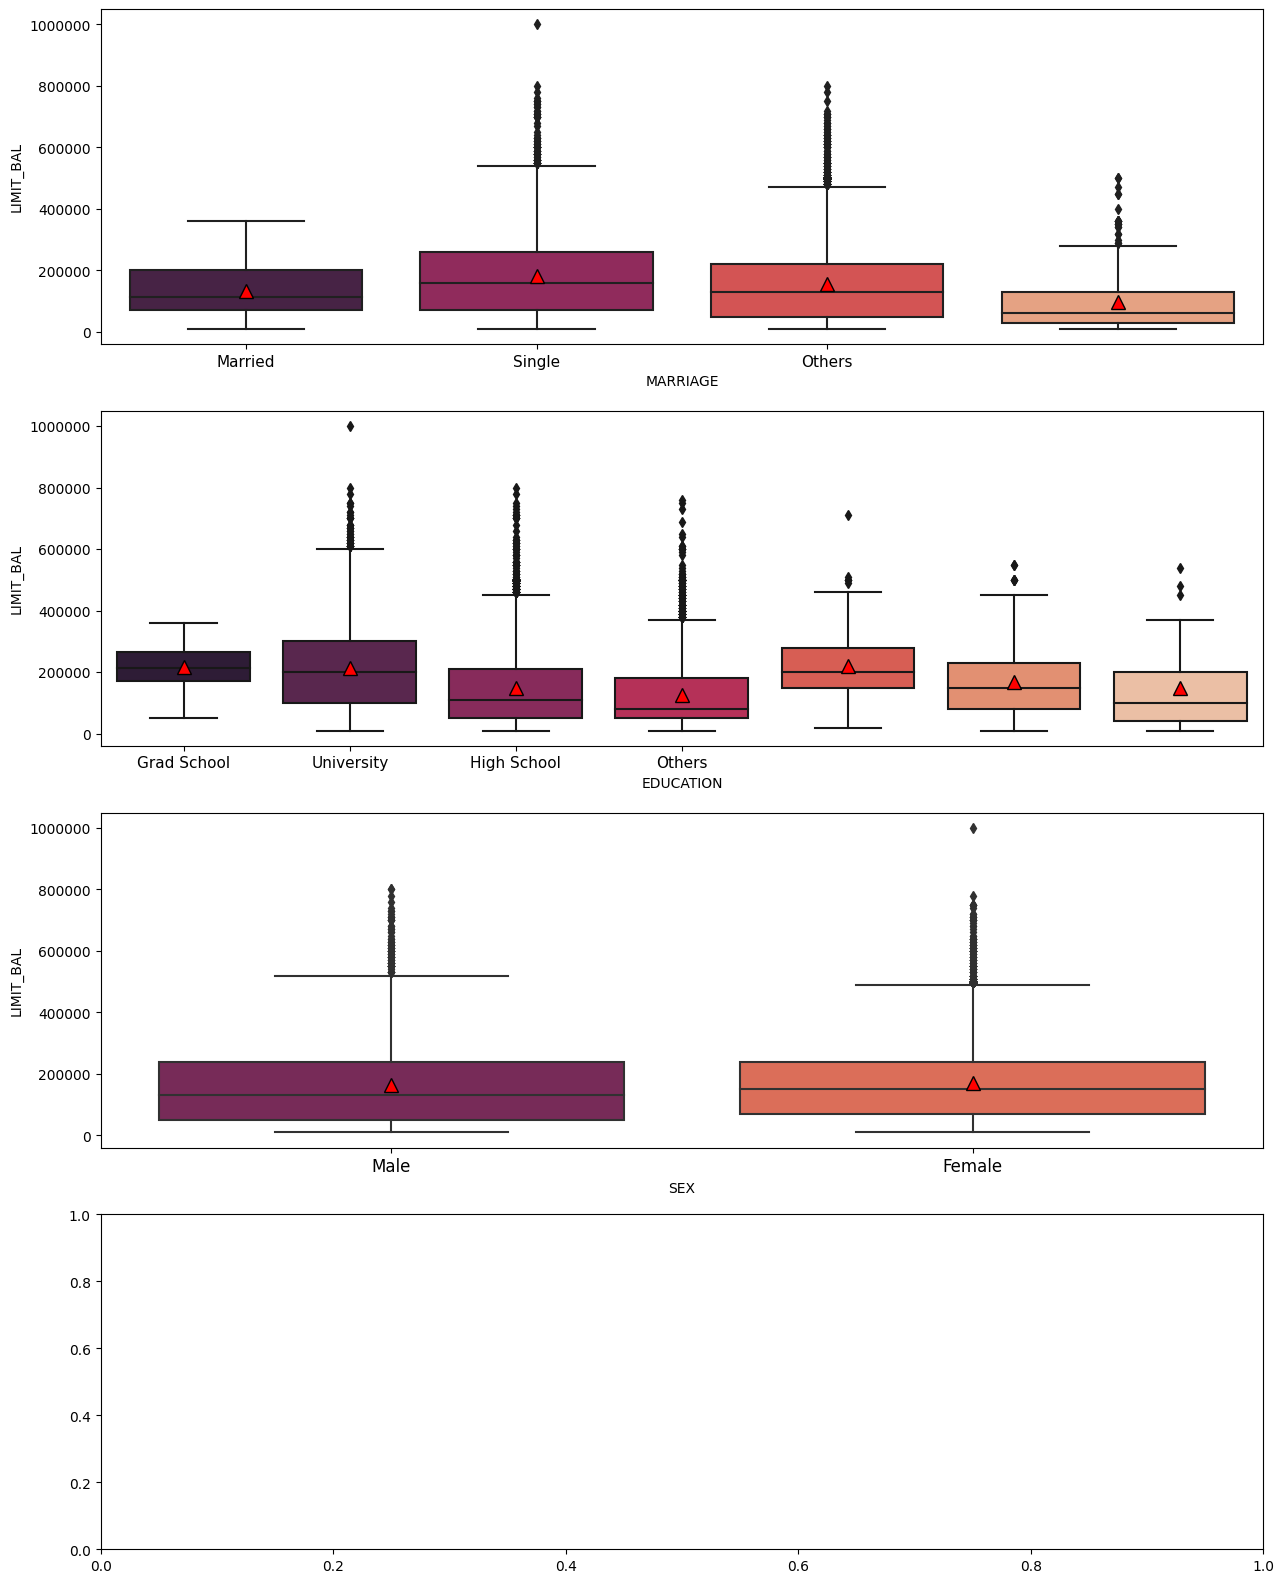 1000000
800000
600000
400000
200000
0
LIMIT_BAL
Married Single Others
MARRIAGE
1000000
800000
600000
400000
200000
0
LIMIT_BAL
Grad School University High School Others
EDUCATION
1000000
800000
600000
400000
200000
0
LIMIT_BAL
Male Female
SEX
1.0
0.8
0.6
0.4
0.2
0.0
0.0 0.2 0.4 0.6 0.8 1.0